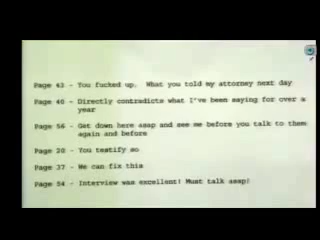 Page 43 - You fucked up. What you told my attorney next day
Page 40 - Directly contradicts what I've been saying for over a
year
Page 56 - Get down here asap and see me before you talk to them
again and before
Page 20 - You testify so
Page 37 - We can fix this
Page 54 - Interview was excellent! Must talk asap!